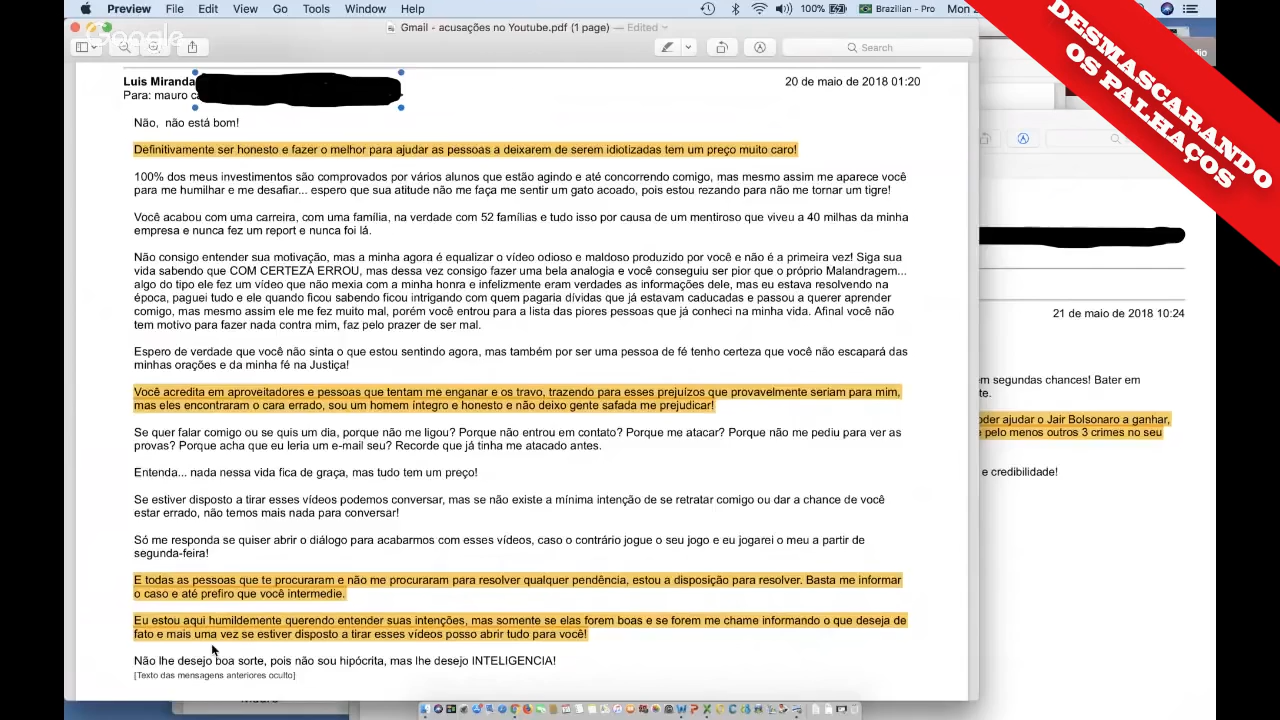 Preview File Edit View Go Tools Window Help 100% Brazilian - Pro Mon 2
Gmail - acusações no Youtube.pdf (1 page) — Edited
Google
Search
DESMASCARANDO
OS PALHAÇOS
Luis Miranda
20 de maio de 2018 01:20
Para: mauro
Não, não está bom!
Definitivamente ser honesto e fazer o melhor para ajudar as pessoas a deixarem de serem idiotizadas tem um preço muito caro!
100% dos meus investimentos são comprovados por vários alunos que estão agindo e até concorrendo comigo, mas mesmo assim me aparece você
para me humilhar e me desafiar... espero que sua atitude não me faça me sentir um gato acoado, pois estou rezando para não me tornar um tigre!
Você acabou com uma carreira, com uma família, na verdade com 52 famílias e tudo isso por causa de um mentiroso que viveu a 40 milhas da minha
empresa e nunca fez um report e nunca foi lá.
Não consigo entender sua motivação, mas a minha agora é equalizar o vídeo odioso e maldoso produzido por você e não é a primeira vez! Siga sua
vida sabendo que COM CERTEZA ERROU, mas dessa vez consigo fazer uma bela analogia e você conseguiu ser pior que o próprio Malandragem...
algo do tipo ele fez um vídeo que não mexia com a minha honra e infelizmente eram verdades as informações dele, mas eu estava resolvendo na
época, paguei tudo e ele quando ficou sabendo ficou intrigando com quem pagaria dívidas que já estavam caducadas e passou a querer aprender
comigo, mas mesmo assim ele me fez muito mal, porém você entrou para a lista das piores pessoas que já conheci na minha vida. Afinal você não
tem motivo para fazer nada contra mim, faz pelo prazer de ser mal.
Espero de verdade que você não sinta o que estou sentindo agora, mas também por ser uma pessoa de fé tenho certeza que você não escapará das
minhas orações e da minha fé na Justiça!
Você acredita em aproveitadores e pessoas que tentam me enganar e os travo, trazendo para esses prejuízos que provavelmente seriam para mim,
mas eles encontraram o cara errado, sou um homem íntegro e honesto e não deixo gente safada me prejudicar!
Se quer falar comigo ou se quis um dia, porque não me ligou? Porque não entrou em contato? Porque me atacar? Porque não me pediu para ver as
provas? Porque acha que eu leria um e-mail seu? Recorde que já tinha me atacado antes.
Entenda... nada nessa vida fica de graça, mas tudo tem um preço!
Se estiver disposto a tirar esses vídeos podemos conversar, mas se não existe a mínima intenção de se retratar comigo ou dar a chance de você
estar errado, não temos mais nada para conversar!
Só me responda se quiser abrir o diálogo para acabarmos com esses vídeos, caso o contrário jogue o seu jogo e eu jogarei o meu a partir de
segunda-feira!
E todas as pessoas que te procuraram e não me procuraram para resolver qualquer pendência, estou a disposição para resolver. Basta me informar
o caso e até prefiro que você intermedie.
Eu estou aqui humildemente querendo entender suas intenções, mas somente se elas forem boas e se forem me chame informando o que deseja de
fato e mais uma vez se estiver disposto a tirar esses vídeos posso abrir tudo para você!
Não lhe desejo boa sorte, pois não sou hipócrita, mas lhe desejo INTELIGENCIA!
[Texto das mensagens anteriores oculto]
21 de maio de 2018 10:24
m segundas chances! Bater em
te.
oder ajudar o Jair Bolsonaro a ganhar,
pelo menos outros 3 crimes no seu
e credibilidade!